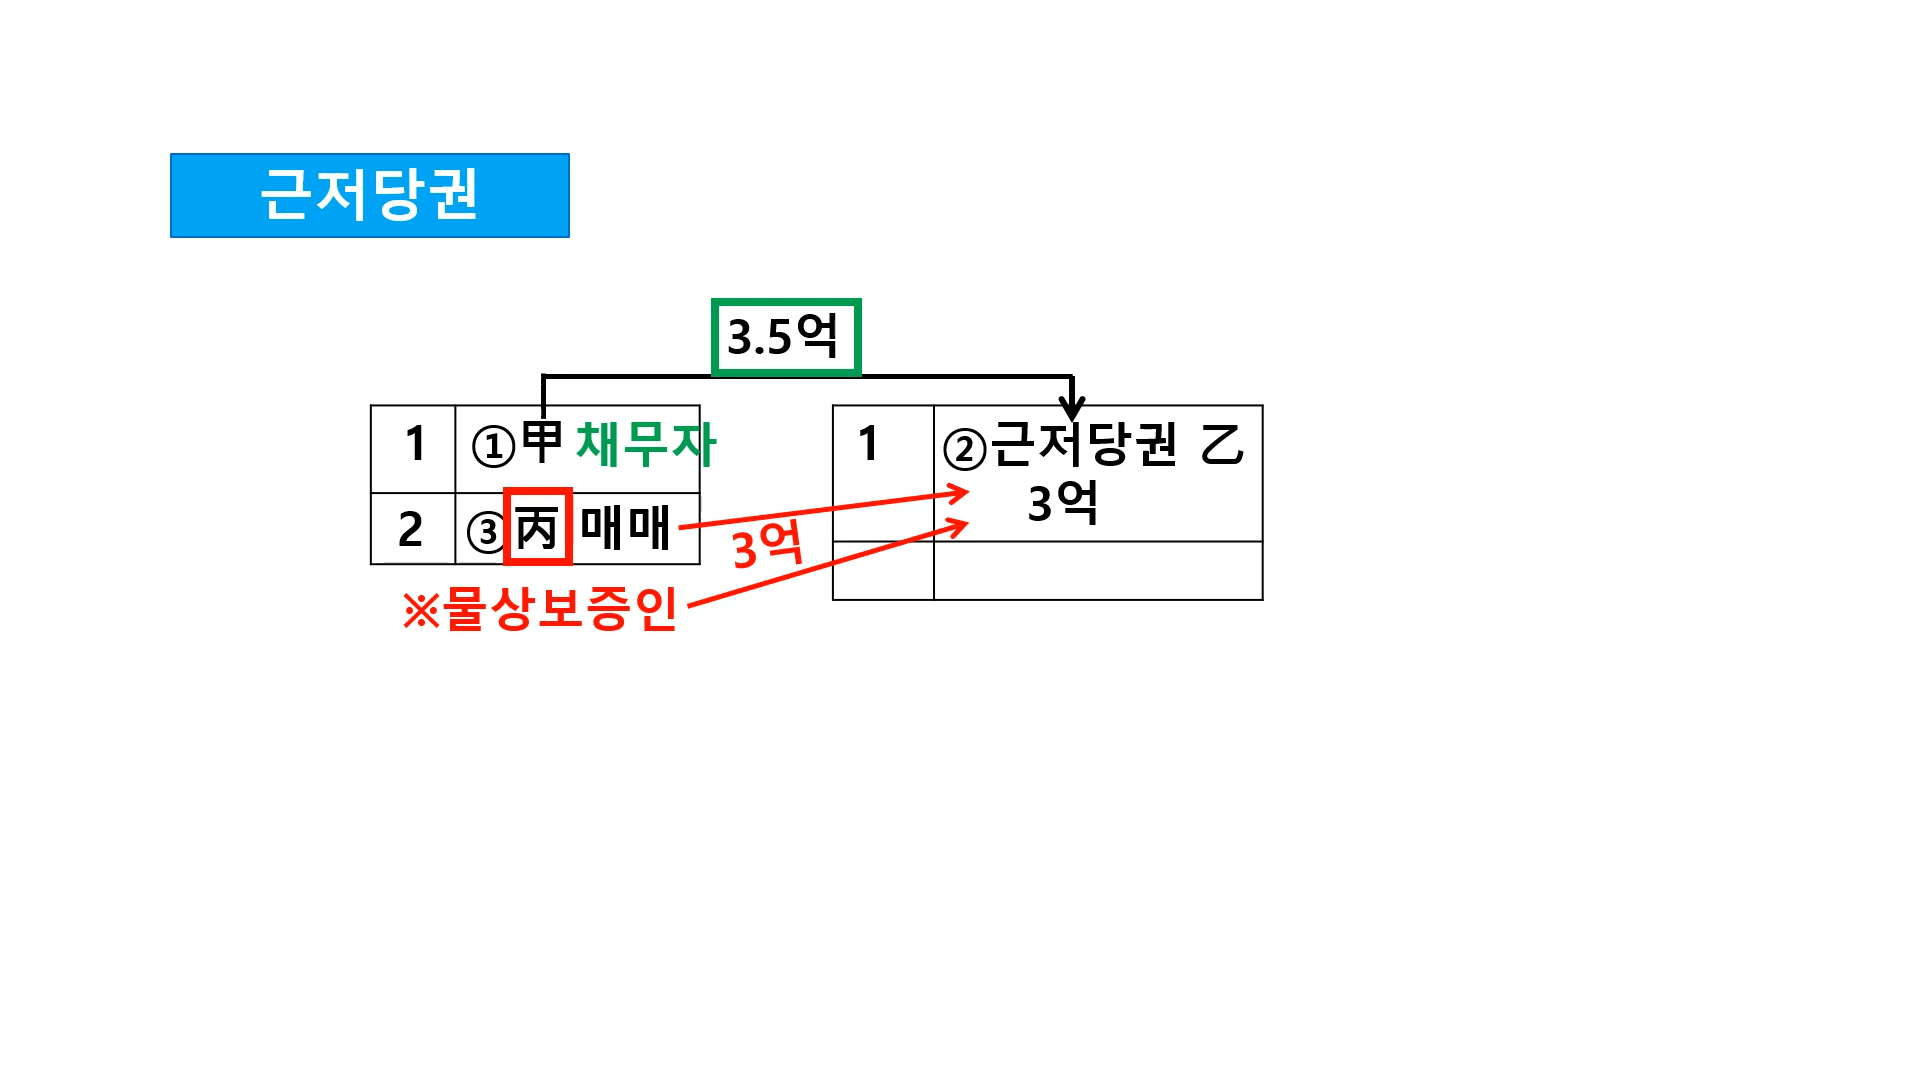 근저당권
3.5억
1 ①甲 채무자
2 ③丙 매매
※물상보증인
3억
1 ②근저당권 乙
3억